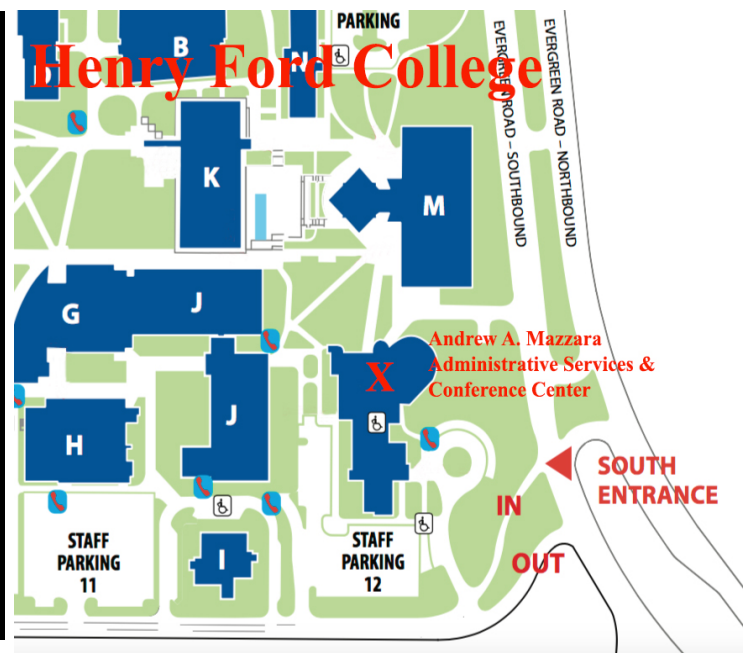 PARKING
B
D
N
Henry Ford College
EVERGREEN ROAD – SOUTHBOUND
EVERGREEN ROAD – NORTHBOUND
K
M
G
J
Andrew A. Mazzara
Administrative Services &
Conference Center
X
J
H
SOUTH
ENTRANCE
IN
OUT
STAFF
PARKING
11
I
STAFF
PARKING
12